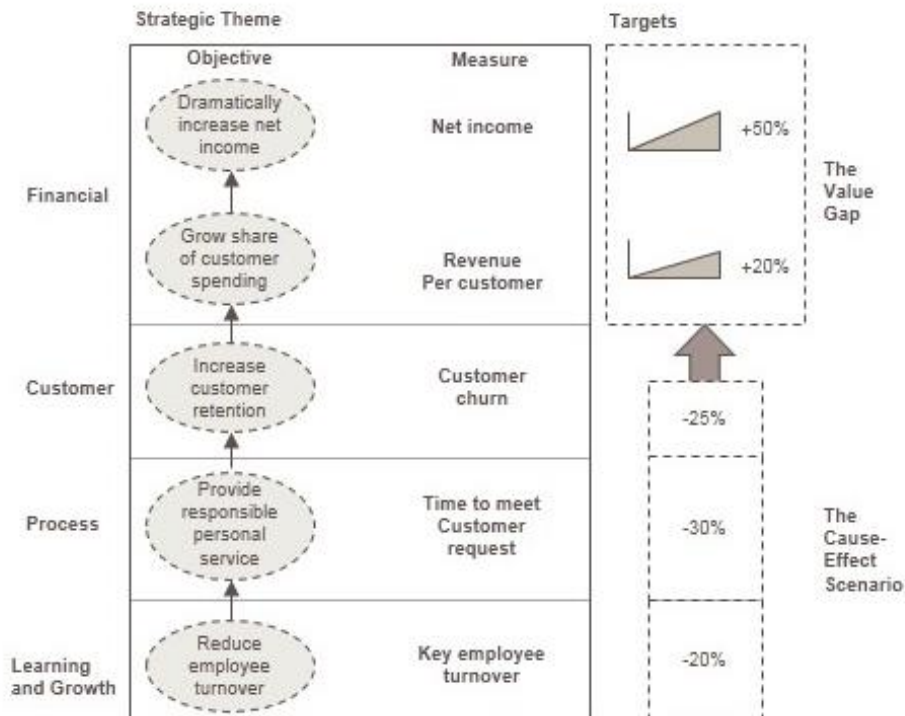 Strategic Theme
Targets
Objective
Measure
Dramatically
increase net
income
Net income
+50%
Financial
The
Value
Gap
Grow share
of customer
spending
Revenue
Per customer
+20%
Customer
Increase
customer
retention
Customer
churn
-25%
Process
Provide
responsible
personal
service
Time to meet
Customer
request
-30%
The
Cause-
Effect
Scenario
Learning
and Growth
Reduce
employee
turnover
Key employee
turnover
-20%